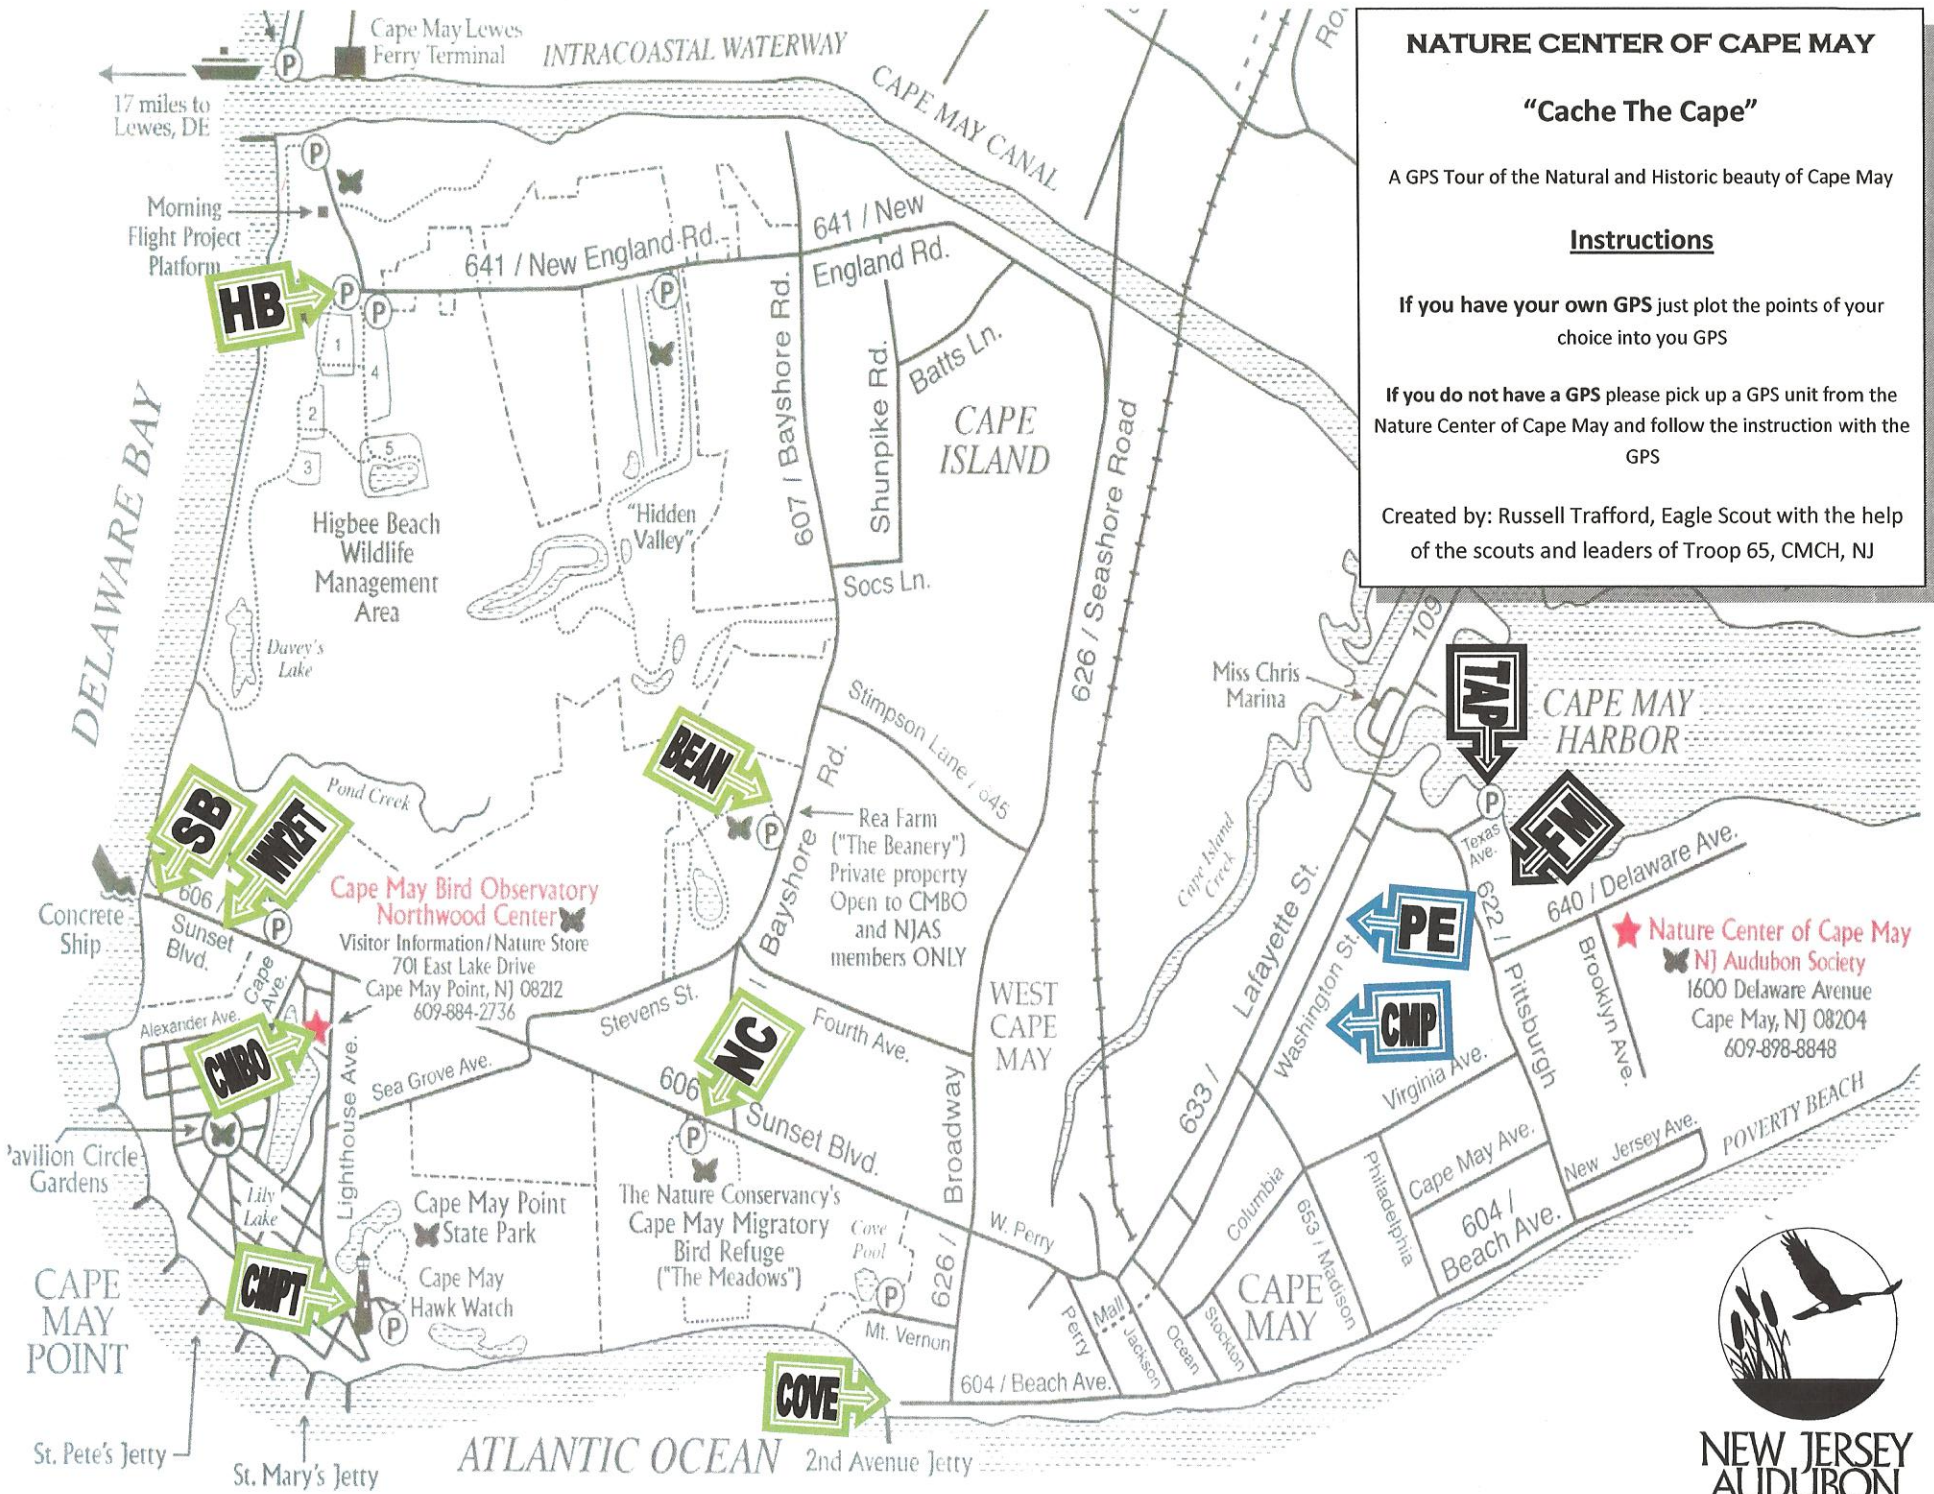 NATURE CENTER OF CAPE MAY
“Cache The Cape”
A GPS Tour of the Natural and Historic beauty of Cape May
Instructions
If you have your own GPS just plot the points of your
choice into you GPS
If you do not have a GPS please pick up a GPS unit from the
Nature Center of Cape May and follow the instruction with the
GPS
Created by: Russell Trafford, Eagle Scout with the help
of the scouts and leaders of Troop 65, CMCH, NJ
Cape May Lewes
Ferry Terminal
INTRACOASTAL WATERWAY
P
17 miles to
Lewes, DE
CAPE MAY CANAL
P
Morning
Flight Project
Platform
641 / New England Rd.
641 / New
England Rd.
HB
P
P
P
1
4
2
5
3
607 / Bayshore Rd.
Shunpike Rd.
Batts Ln.
CAPE
ISLAND
626 / Seashore Road
DELAWARE BAY
Higbee Beach
Wildlife
Management
Area
"Hidden
Valley"
Socs Ln.
Davey's
Lake
109
Miss Chris
Marina
TAP
CAPE MAY
HARBOR
Stimpson Lane / 645
BEAN
Pond Creek
SB
WW2FT
P
Rea Farm
("The Beanery")
Private property
Open to CMBO
and NJAS
members ONLY
Bayshore Rd.
Cape Island
Creek
P
FM
Texas
Ave.
640 / Delaware Ave.
622 /
Pittsburgh
Brooklyn Ave.
Lafayette St.
Washington St.
PE
CMP
Nature Center of Cape May
NJ Audubon Society
1600 Delaware Avenue
Cape May, NJ 08204
609-898-8848
Concrete
Ship
606 /
Sunset
Blvd.
P
Cape May Bird Observatory
Northwood Center
Visitor Information/Nature Store
701 East Lake Drive
Cape May Point, NJ 08212
609-884-2736
Cape
Ave.
Alexander Ave.
CMBO
Lighthouse Ave.
Sea Grove Ave.
Stevens St.
NC
Fourth Ave.
WEST
CAPE
MAY
606
Sunset Blvd.
Broadway
626 /
633 /
Virginia Ave.
POVERTY BEACH
Pavilion Circle
Gardens
Lily
Lake
Cape May Point
State Park
Cape May
Hawk Watch
P
CMPT
P
The Nature Conservancy's
Cape May Migratory
Bird Refuge
("The Meadows")
Cove
Pool
P
Mt. Vernon
W. Perry
Columbia
653 / Madison
Philadelphia
Cape May Ave.
New Jersey Ave.
604 /
Beach Ave.
CAPE
MAY
Perry
Mall
Jackson
Ocean
Stockton
604 / Beach Ave.
CAPE
MAY
POINT
COVE
St. Pete's Jetty
St. Mary's Jetty
ATLANTIC OCEAN
2nd Avenue Jetty
NEW JERSEY
AUDUBON